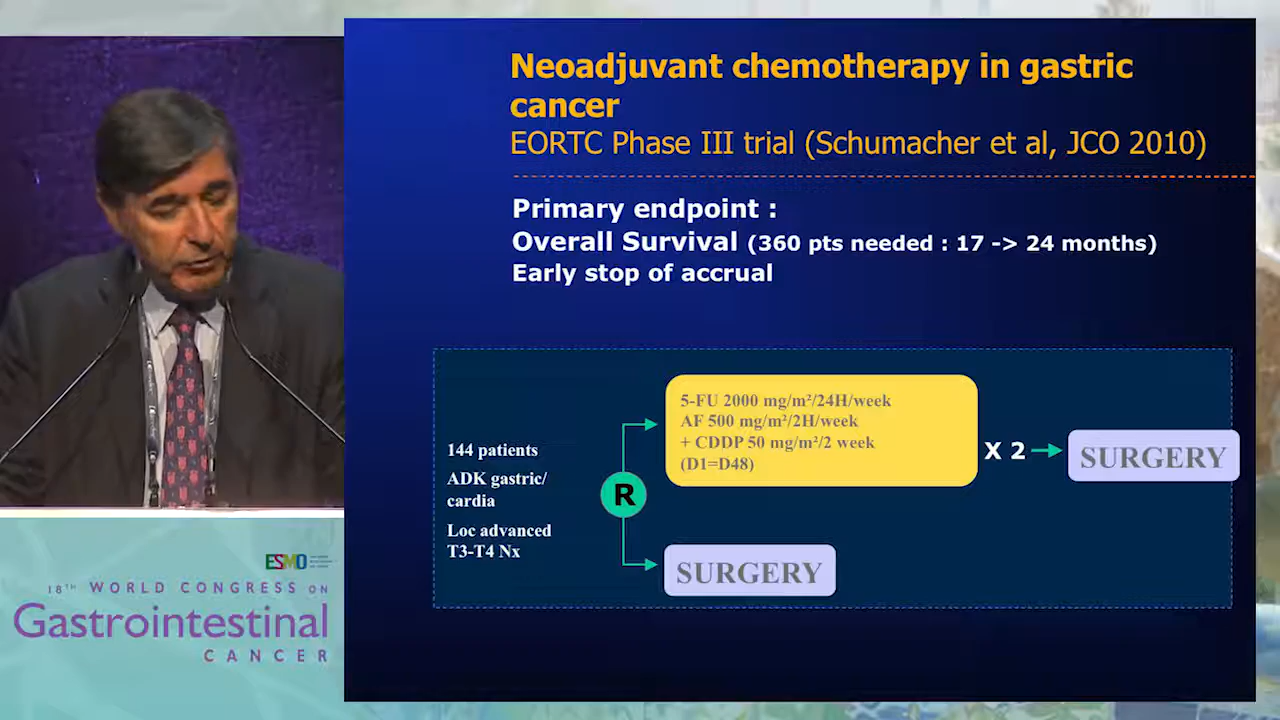 Neoadjuvant chemotherapy in gastric
cancer
EORTC Phase III trial (Schumacher et al, JCO 2010)
Primary endpoint :
Overall Survival (360 pts needed : 17 -> 24 months)
Early stop of accrual
144 patients
ADK gastric/
cardia
Loc advanced
T3-T4 Nx
R
5-FU 2000 mg/m²/24H/week
AF 500 mg/m²/2H/week
+ CDDP 50 mg/m²/2 week
(D1=D48)
X 2
SURGERY
SURGERY
ESMO
18TH WORLD CONGRESS ON
Gastrointestinal
CANCER